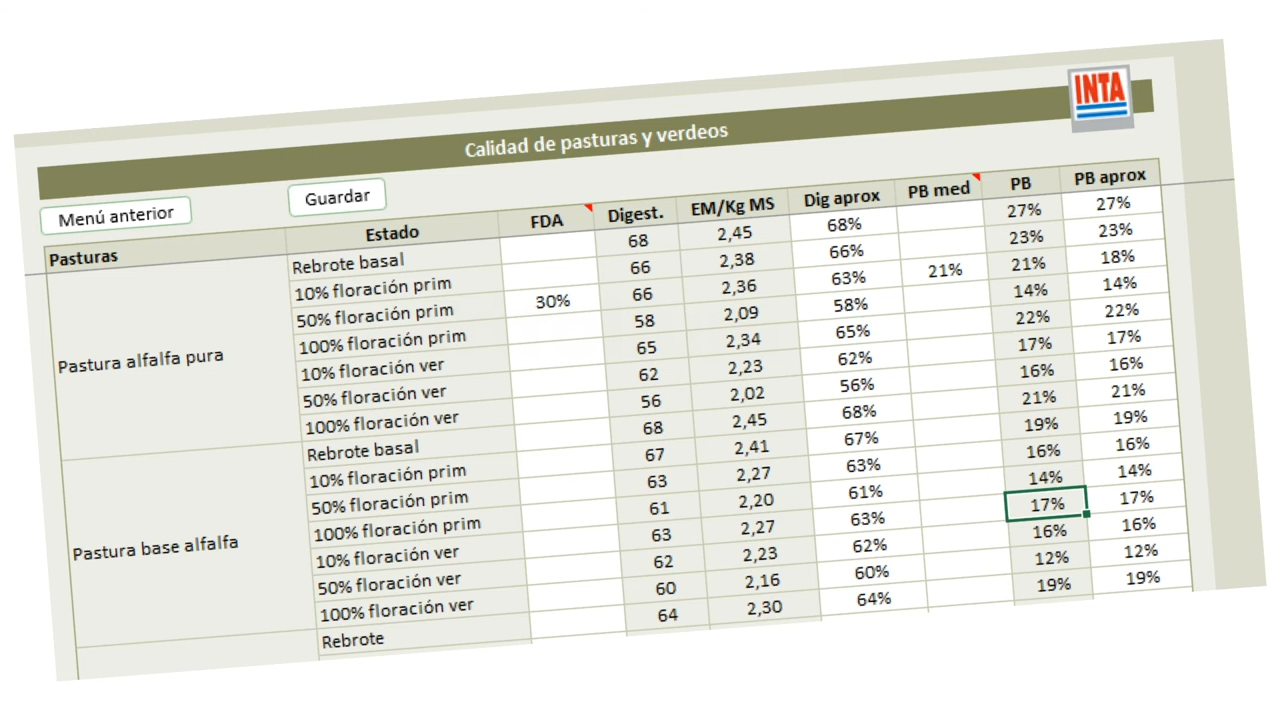 INTA
Calidad de pasturas y verdeos
Menú anterior Guardar
Pasturas Estado FDA Digest. EM/Kg MS Dig aprox PB med PB PB aprox
Rebrote basal 68 2,45 68% 27% 27%
10% floración prim 66 2,38 66% 23% 23%
50% floración prim 30% 66 2,36 63% 21% 21% 18%
Pastura alfalfa pura 100% floración prim 58 2,09 58% 14% 14%
10% floración ver 65 2,34 65% 22% 22%
50% floración ver 62 2,23 62% 17% 17%
100% floración ver 56 2,02 56% 16% 16%
Rebrote basal 68 2,45 68% 21% 21%
10% floración prim 67 2,41 67% 19% 19%
50% floración prim 63 2,27 63% 16% 16%
Pastura base alfalfa 100% floración prim 61 2,20 61% 14% 14%
10% floración ver 63 2,27 63% 17% 17%
50% floración ver 62 2,23 62% 16% 16%
100% floración ver 60 2,16 60% 12% 12%
Rebrote 64 2,30 64% 19% 19%